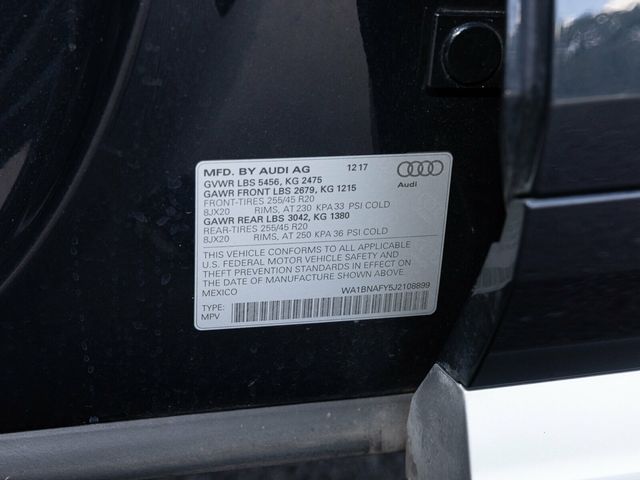 MFD. BY AUDI AG 12 17
GVWR LBS 5456, KG 2475
GAWR FRONT LBS 2679, KG 1215
FRONT-TIRES 255/45 R20
8JX20 RIMS, AT 230 KPA 33 PSI COLD
GAWR REAR LBS 3042, KG 1380
REAR-TIRES 255/45 R20
8JX20 RIMS, AT 250 KPA 36 PSI COLD
Audi
THIS VEHICLE CONFORMS TO ALL APPLICABLE
U.S. FEDERAL MOTOR VEHICLE SAFETY AND
THEFT PREVENTION STANDARDS IN EFFECT ON
THE DATE OF MANUFACTURE SHOWN ABOVE.
MEXICO WA1BNAFY5J2108899
TYPE:
MPV